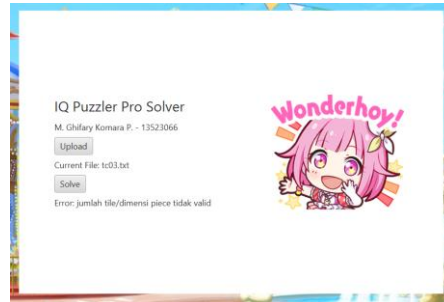 IQ Puzzler Pro Solver
M. Ghifary Komara P. - 13523066
Upload
Current File: tc03.txt
Solve
Error: jumlah tile/dimensi piece tidak valid
Wonderhoy!